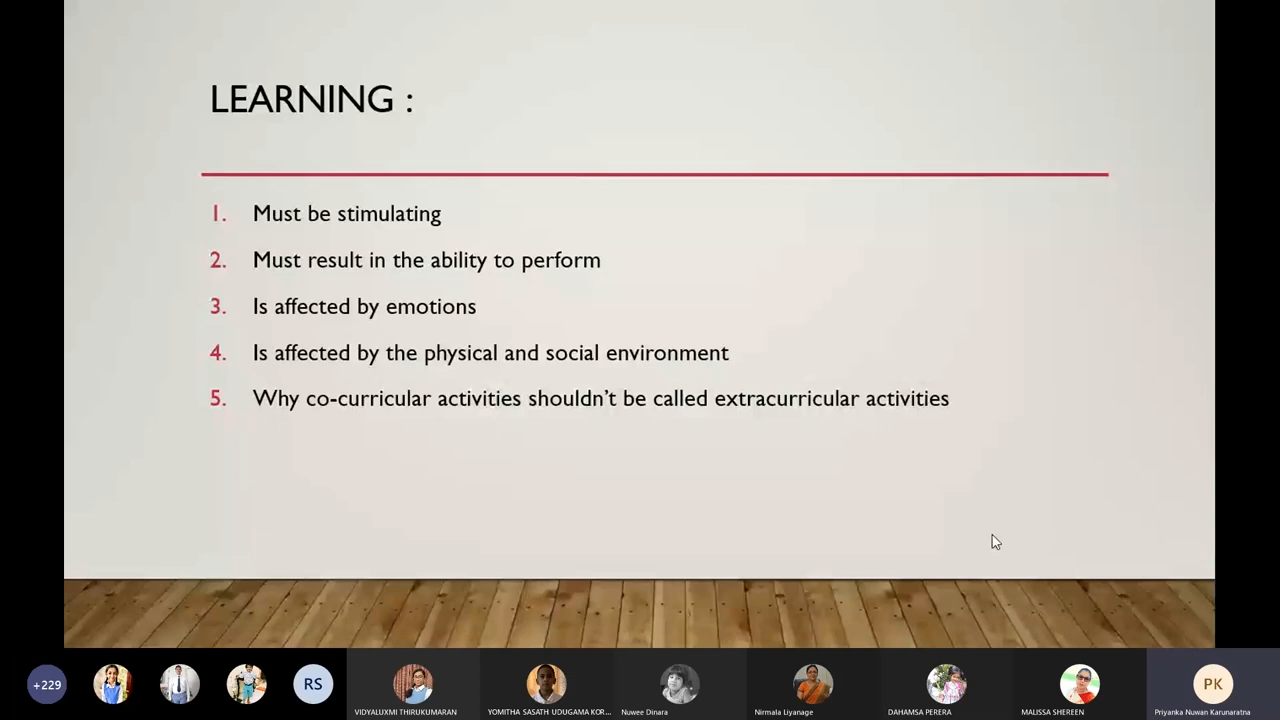 LEARNING :
1. Must be stimulating
2. Must result in the ability to perform
3. Is affected by emotions
4. Is affected by the physical and social environment
5. Why co-curricular activities shouldn't be called extracurricular activities
+229
RS
PK
VIDYALUXMI THIRUKUMARAN
YOMITHA SASATH UDUGAMA KOR...
Nuwee Dinara
Nirmala Liyanage
DAHAMSA PERERA
MALISSA SHEREEN
Priyanka Nuwan Karunaratna